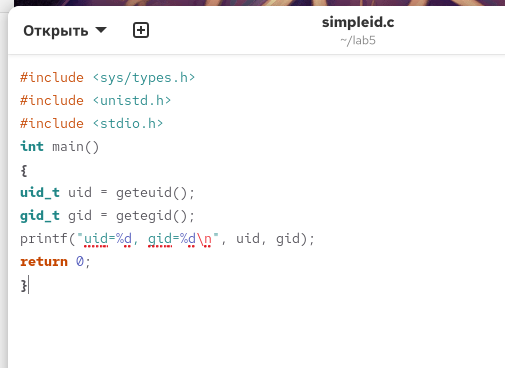 Открыть
simpleid.c
~/lab5
#include <sys/types.h>
#include <unistd.h>
#include <stdio.h>
int main()
{
uid_t uid = geteuid();
gid_t gid = getegid();
printf("uid=%d, gid=%d\n", uid, gid);
return 0;
}